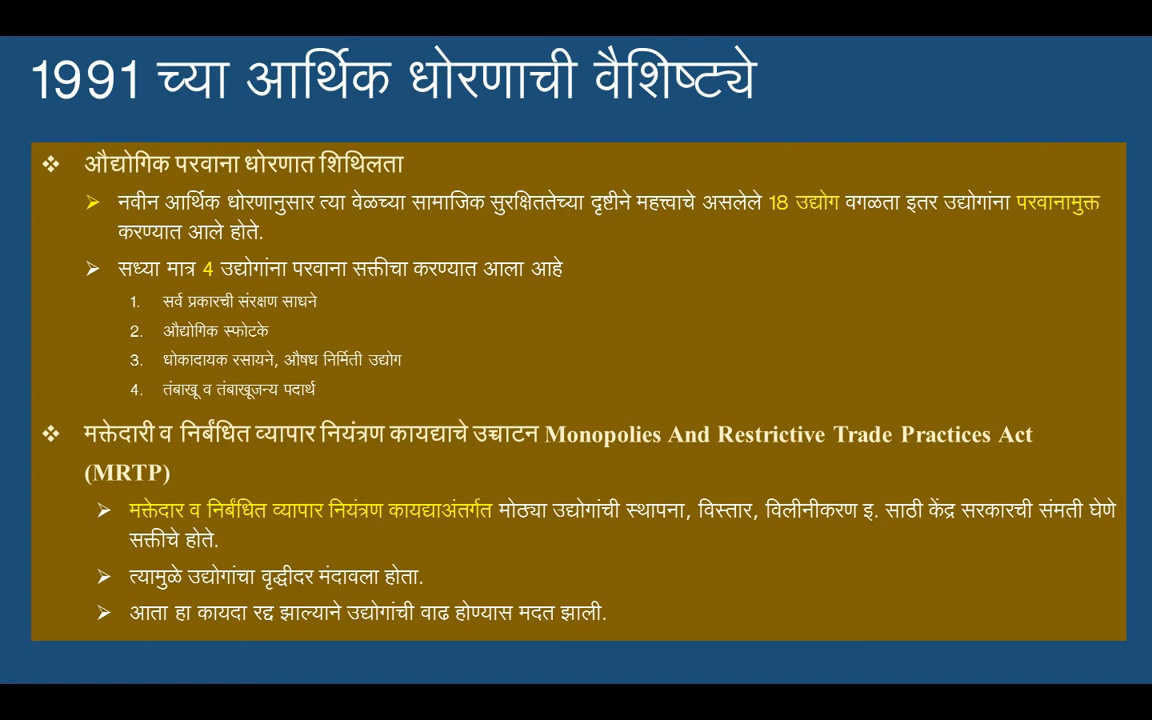 1991 च्या आर्थिक धोरणाची वैशिष्ट्ये
❖ औद्योगिक परवाना धोरणात शिथिलता
➢ नवीन आर्थिक धोरणानुसार त्या वेळच्या सामाजिक सुरक्षिततेच्या दृष्टीने महत्त्वाचे असलेले 18 उद्योग वगळता इतर उद्योगांना परवानामुक्त
करण्यात आले होते.
➢ सध्या मात्र 4 उद्योगांना परवाना सक्तीचा करण्यात आला आहे
1. सर्व प्रकारची संरक्षण साधने
2. औद्योगिक स्फोटके
3. धोकादायक रसायने, औषध निर्मिती उद्योग
4. तंबाखू व तंबाखूजन्य पदार्थ
❖ मक्तेदारी व निर्बंधित व्यापार नियंत्रण कायद्याचे उच्चाटन Monopolies And Restrictive Trade Practices Act
(MRTP)
➢ मक्तेदार व निर्बंधित व्यापार नियंत्रण कायद्याअंतर्गत मोठ्या उद्योगांची स्थापना, विस्तार, विलीनीकरण इ. साठी केंद्र सरकारची संमती घेणे
सक्तीचे होते.
➢ त्यामुळे उद्योगांचा वृद्धीदर मंदावला होता.
➢ आता हा कायदा रद्द झाल्याने उद्योगांची वाढ होण्यास मदत झाली.